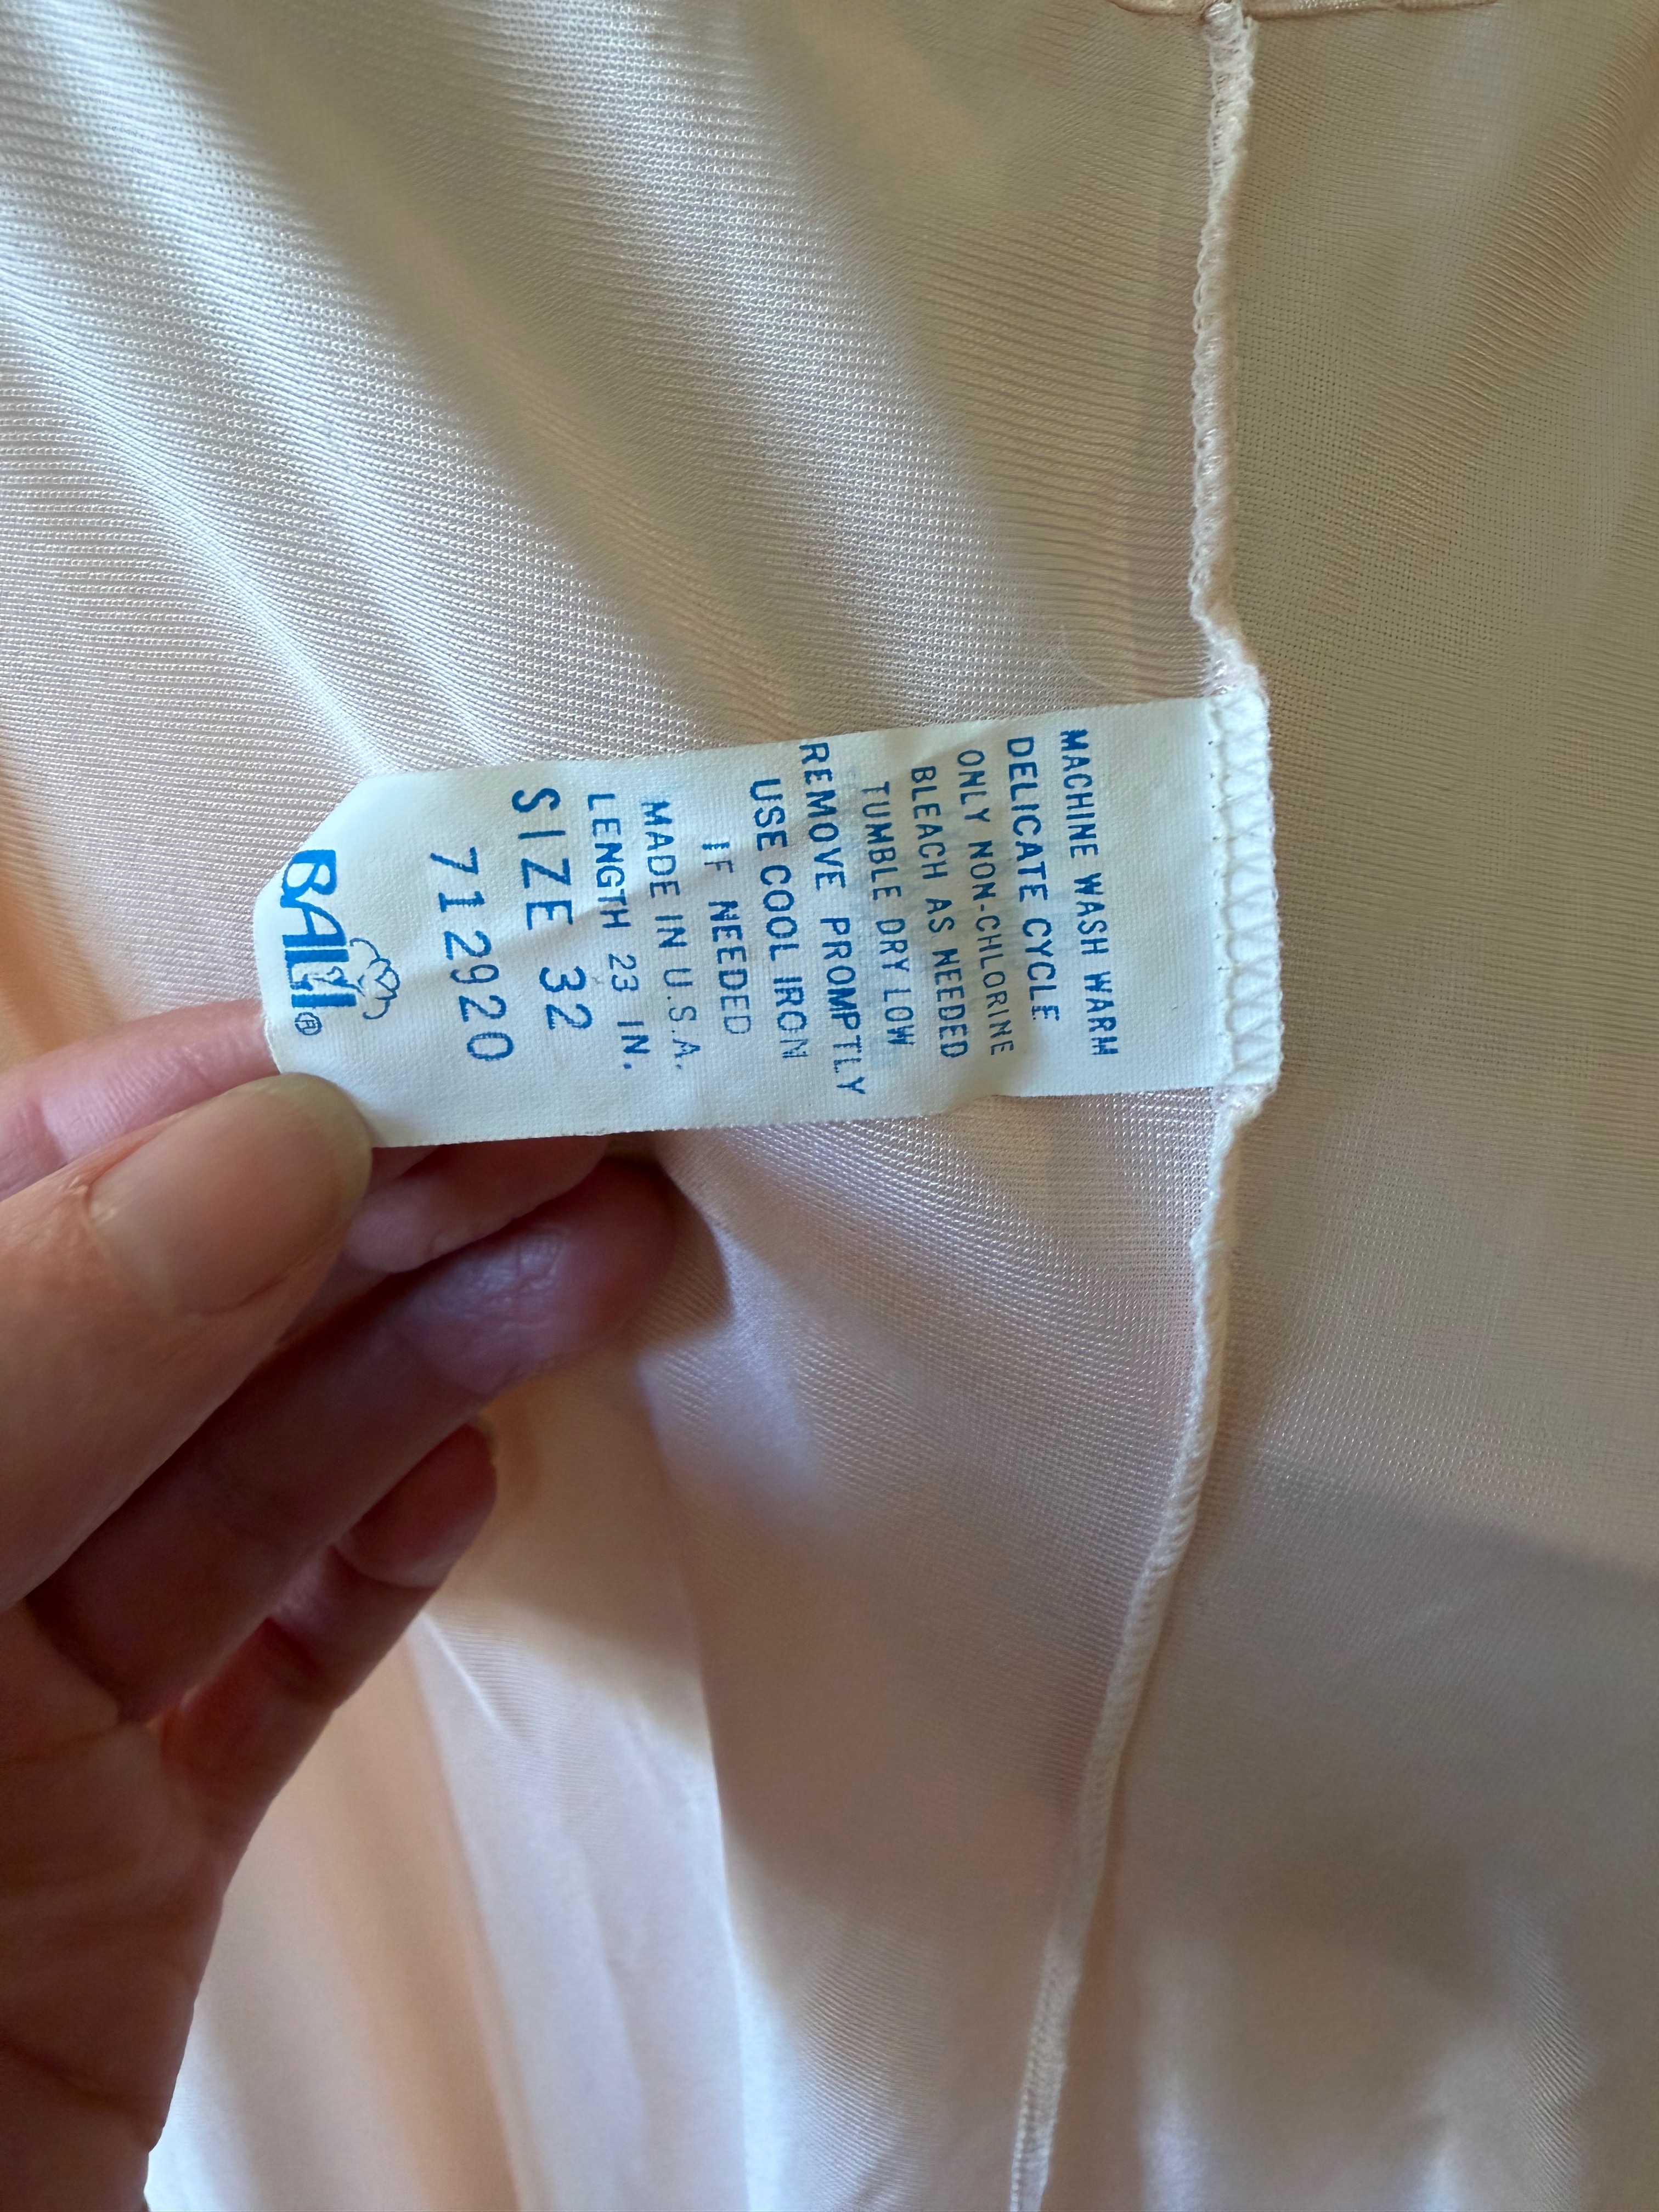 MACHINE WASH WARM
DELICATE CYCLE
ONLY NON-CHLORINE
BLEACH AS NEEDED
TUMBLE DRY LOW
REMOVE PROMPTLY
USE COOL IRON
IF NEEDED
MADE IN U.S.A.
LENGTH 23 IN.
SIZE 32
712920
BALI®